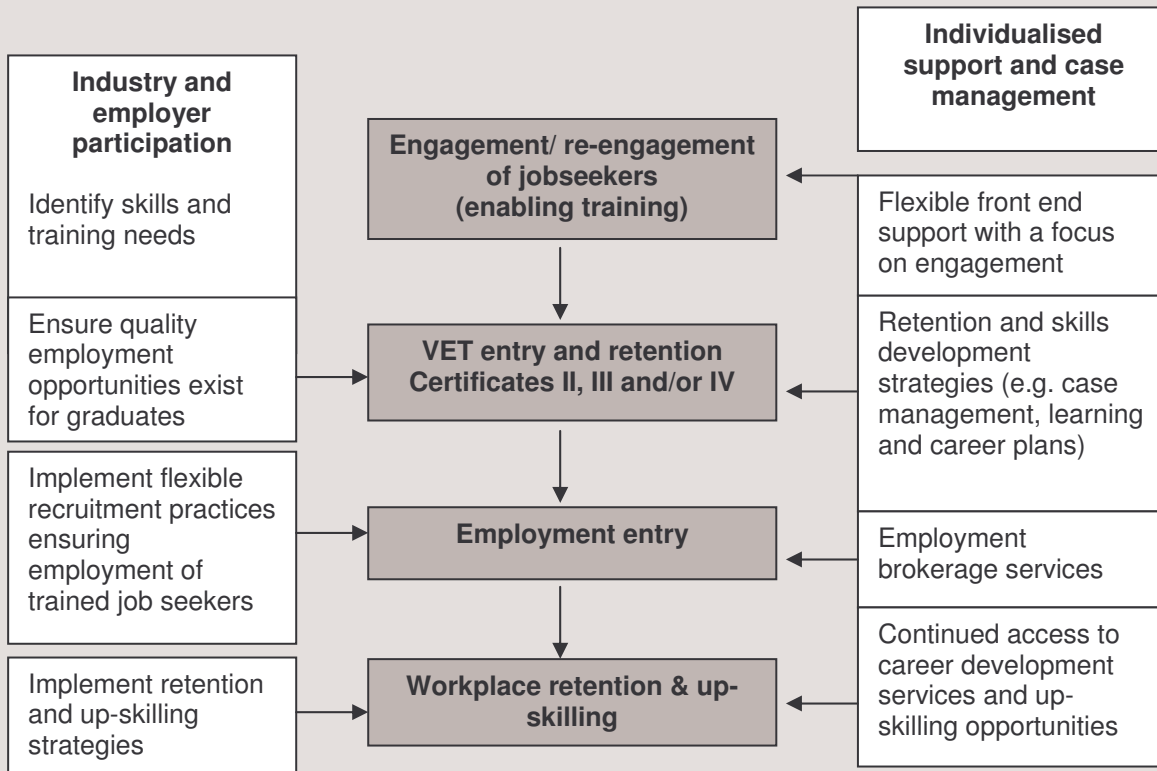 Industry and
employer
participation
Identify skills and
training needs
Ensure quality
employment
opportunities exist
for graduates
Implement flexible
recruitment practices
ensuring
employment of
trained job seekers
Implement retention
and up-skilling
strategies
Engagement/ re-engagement
of jobseekers
(enabling training)
VET entry and retention
Certificates II, III and/or IV
Employment entry
Workplace retention & up-
skilling
Individualised
support and case
management
Flexible front end
support with a focus
on engagement
Retention and skills
development
strategies (e.g. case
management, learning
and career plans)
Employment
brokerage services
Continued access to
career development
services and up-
skilling opportunities